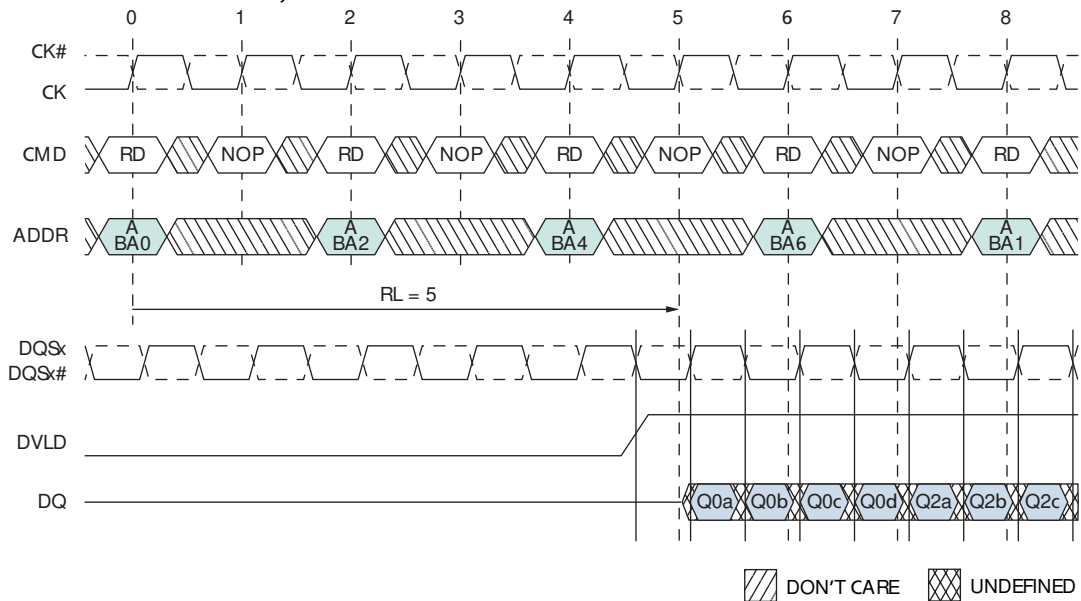 0 1 2 3 4 5 6 7 8
CK#
CK
CMD RD NOP RD NOP RD NOP RD NOP RD
ADDR A BA0 A BA2 A BA4 A BA6 A BA1
RL = 5
DQSx
DQSx#
DVLD
DQ Q0a Q0b Q0c Q0d Q2a Q2b Q2c
DON'T CARE UNDEFINED